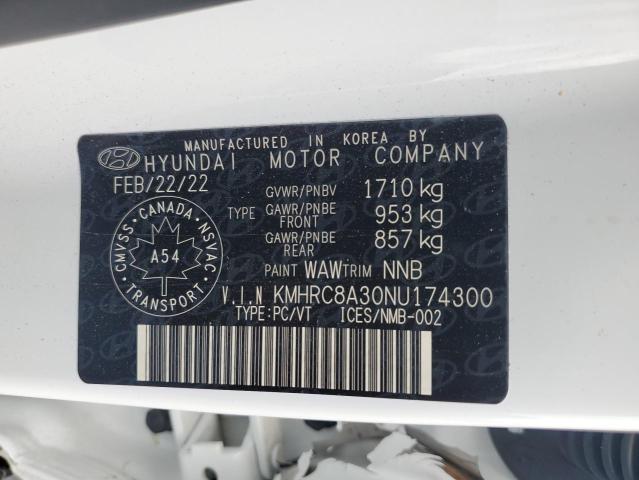 MANUFACTURED IN KOREA BY
HYUNDAI MOTOR COMPANY
FEB/22/22
GVWR/PNBV 1710 kg
TYPE GAWR/PNBE FRONT 953 kg
GAWR/PNBE REAR 857 kg
PAINT WAW TRIM NNB
CANADA
CMVSS NSVAC
A54
TRANSPORT
V.I.N KMHRC8A30NU174300
TYPE:PC/VT ICES/NMB-002